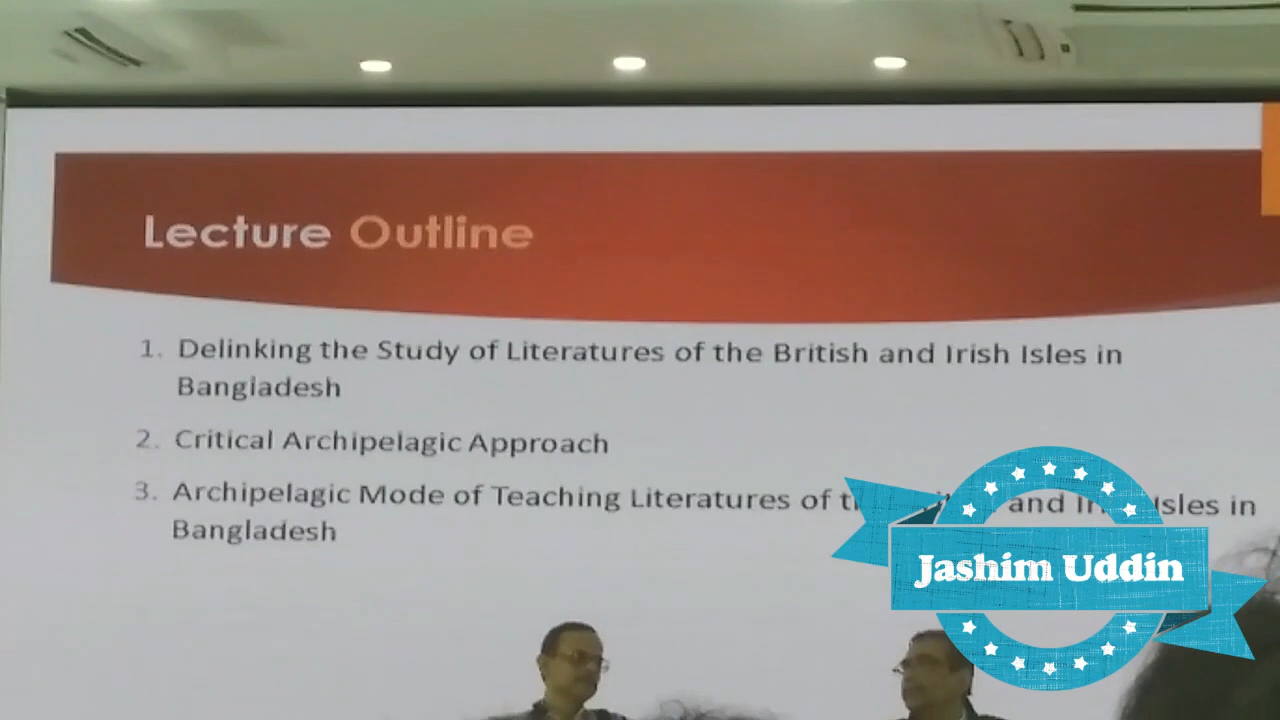 Lecture Outline
1. Delinking the Study of Literatures of the British and Irish Isles in
Bangladesh
2. Critical Archipelagic Approach
3. Archipelagic Mode of Teaching Literatures of and Isles in
Bangladesh
Jashim Uddin